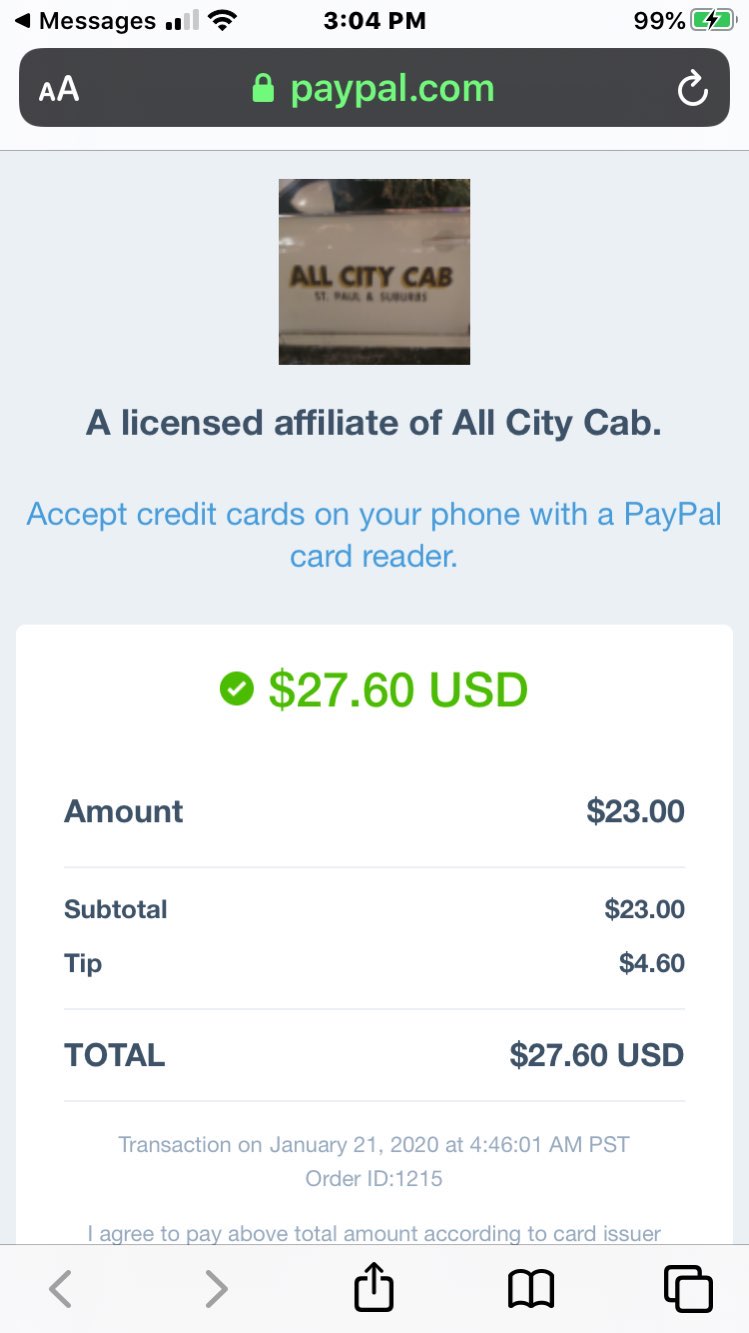 Messages 3:04 PM 99%
AA paypal.com
ALL CITY CAB
ST. PAUL & SUBURBS
A licensed affiliate of All City Cab.
Accept credit cards on your phone with a PayPal
card reader.
$27.60 USD
Amount $23.00
Subtotal $23.00
Tip $4.60
TOTAL $27.60 USD
Transaction on January 21, 2020 at 4:46:01 AM PST
Order ID:1215
I agree to pay above total amount according to card issuer